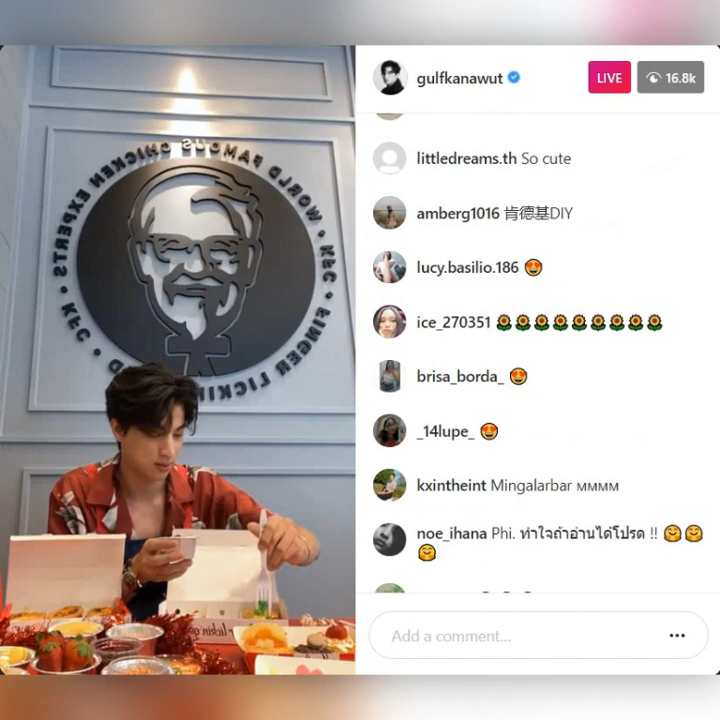 gulfkanawut
LIVE
16.8k
WORLD FAMOUS CHICKEN EXPERTS • KFC • FINGER LICKIN
littledreams.th So cute
amberg1016 肯德基DIY
lucy.basilio.186 😍
ice_270351 🌻🌻🌻🌻🌻🌻🌻🌻🌻
brisa_borda_ 😍
_14lupe_ 😍
kxintheint Mingalarbar мммм
noe_ihana Phi. ทำใจถ้าอ่านได้โปรด !! 🤗🤗
🤗
lickin'
Add a comment...